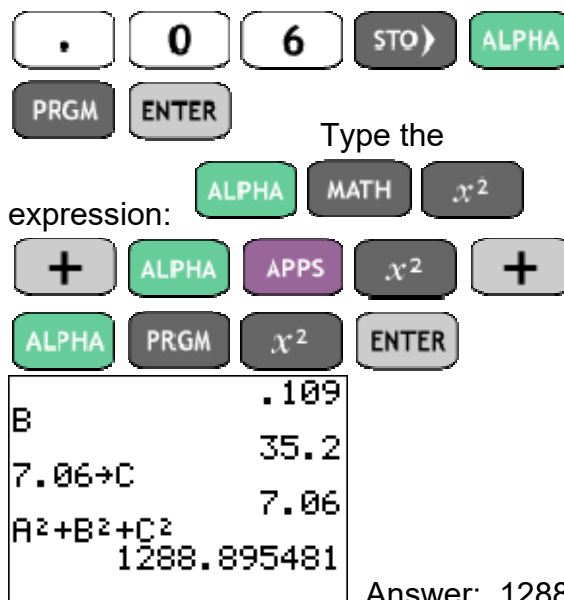 . 0 6 STO⟩ ALPHA
PRGM ENTER
Type the
expression: ALPHA MATH x²
+ ALPHA APPS x² +
ALPHA PRGM x² ENTER
.109
B
35.2
7.06→C
7.06
A²+B²+C²
1288.895481
Answer: 1288